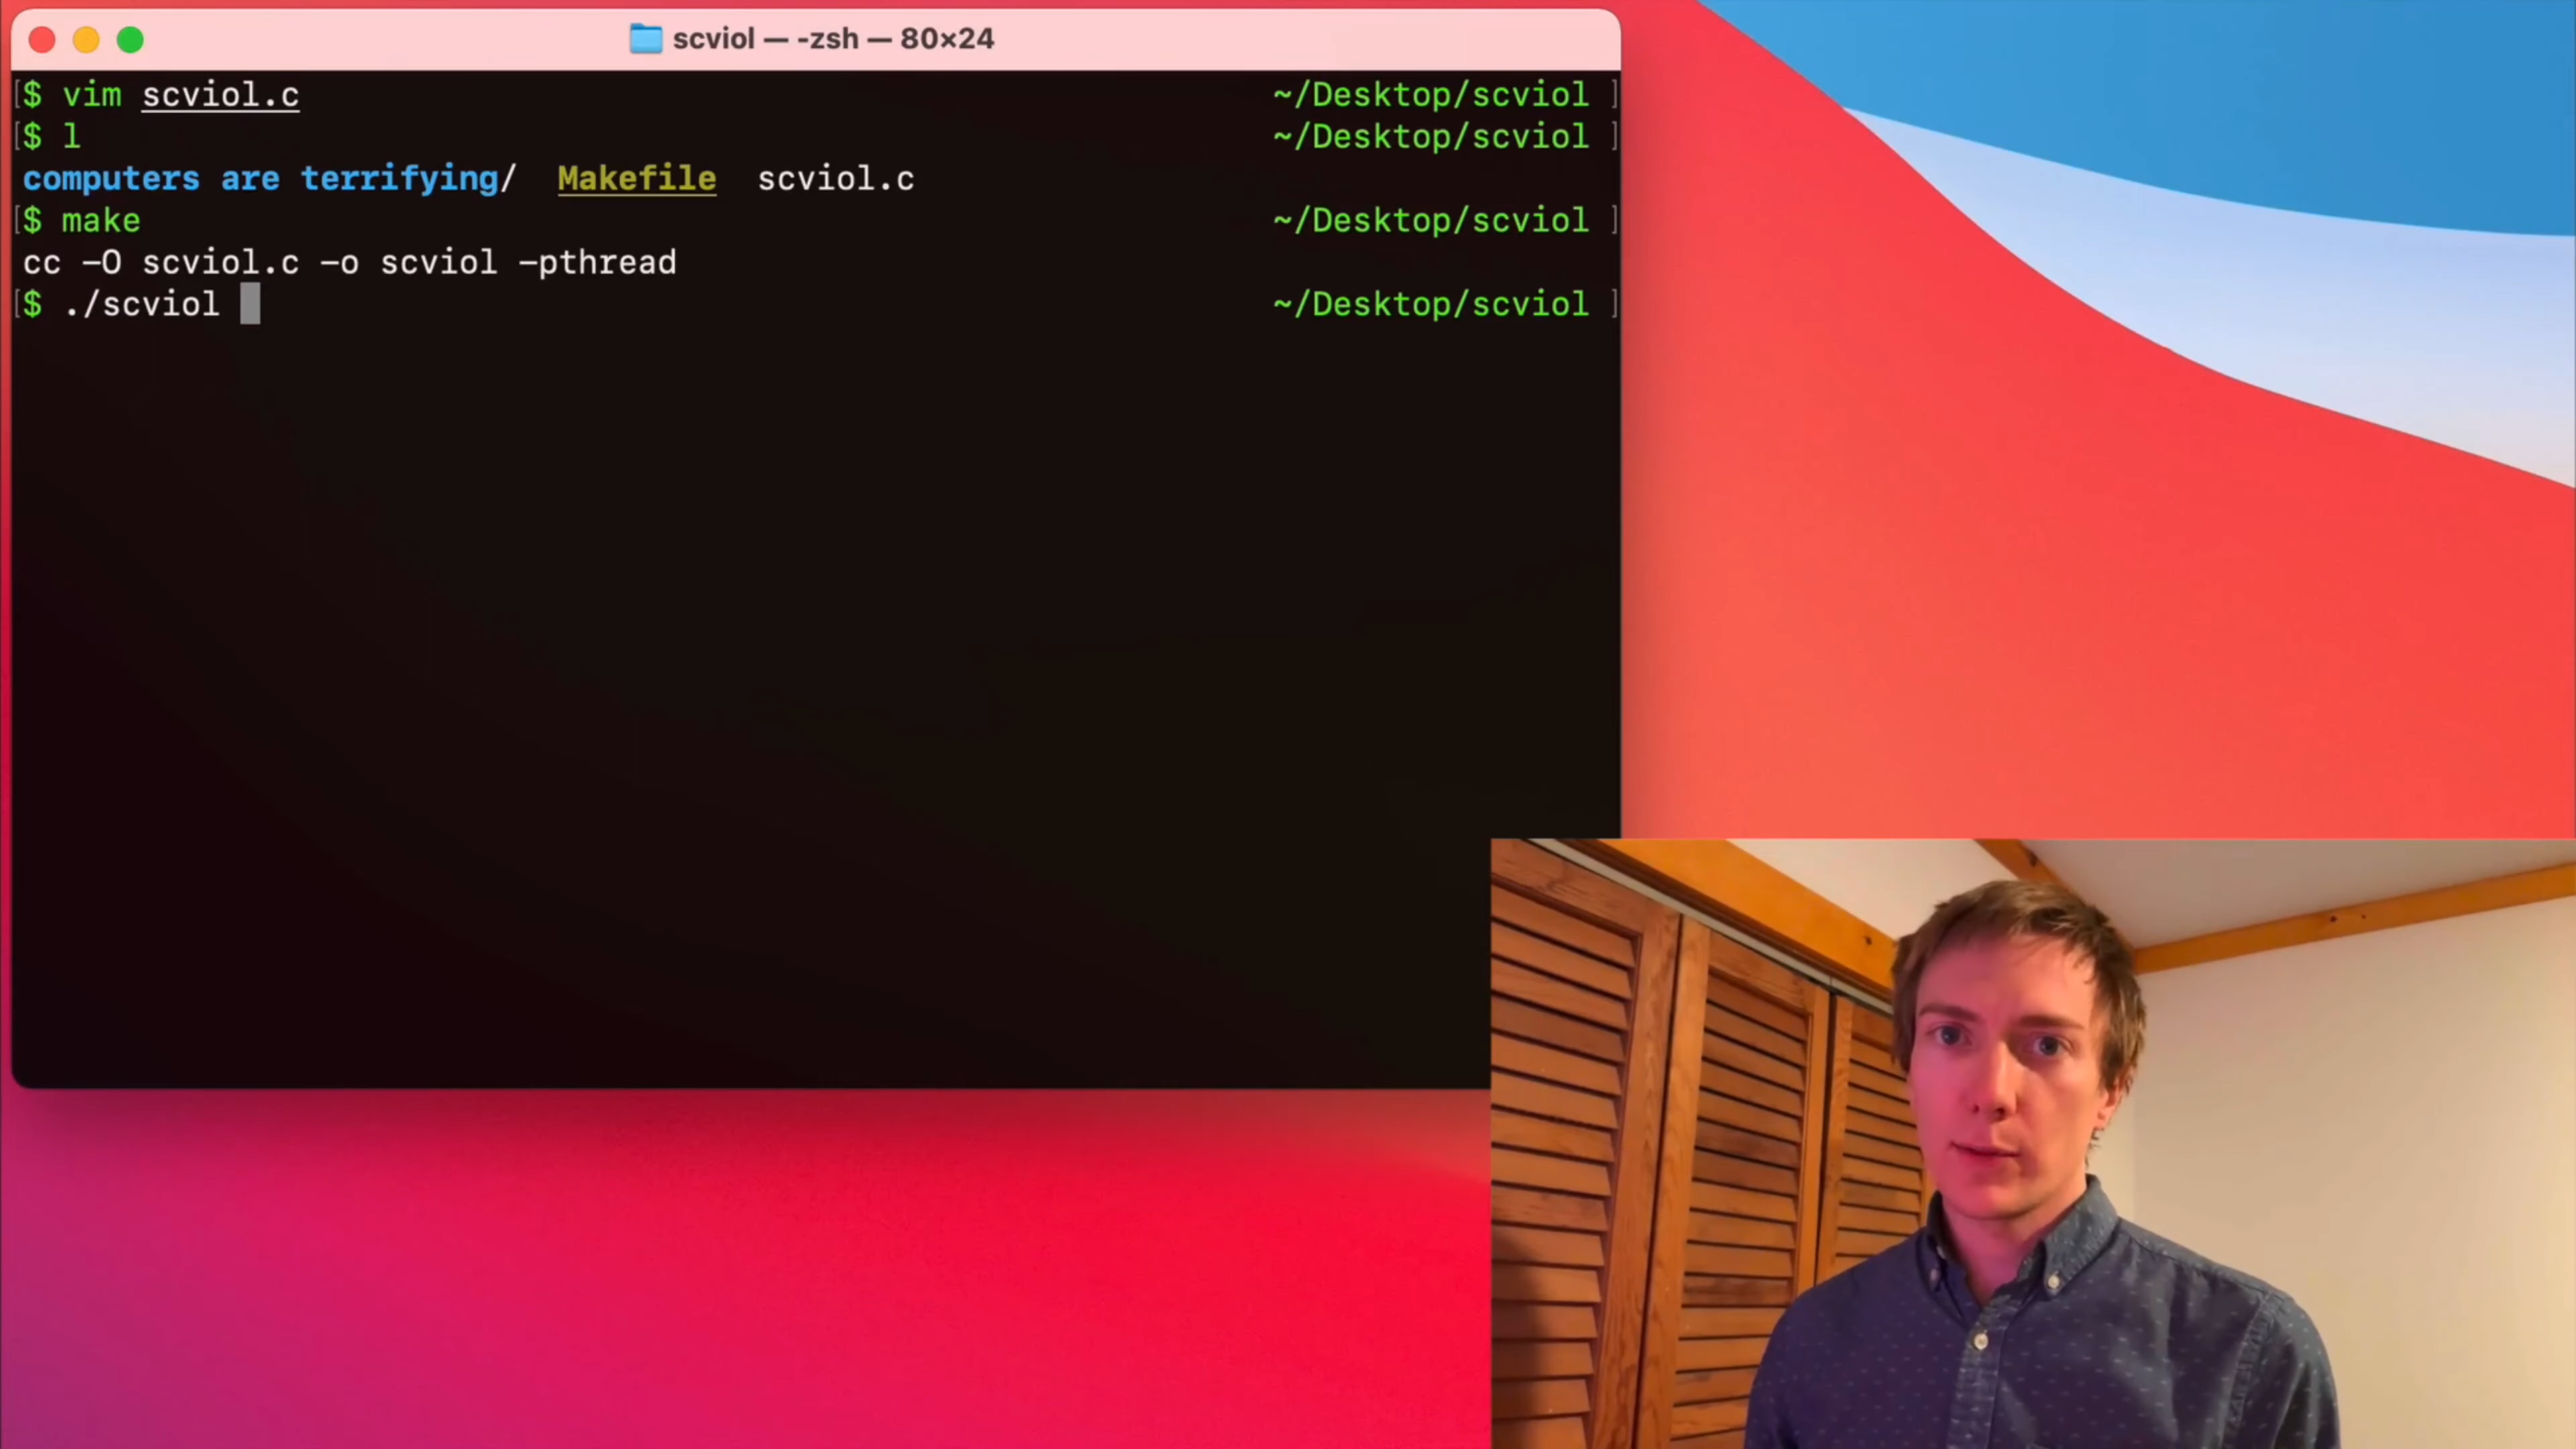 scviol — -zsh — 80×24
[$ vim scviol.c ~/Desktop/scviol ]
[$ l ~/Desktop/scviol ]
computers are terrifying/ Makefile scviol.c
[$ make ~/Desktop/scviol ]
cc -O scviol.c -o scviol -pthread
[$ ./scviol ~/Desktop/scviol ]